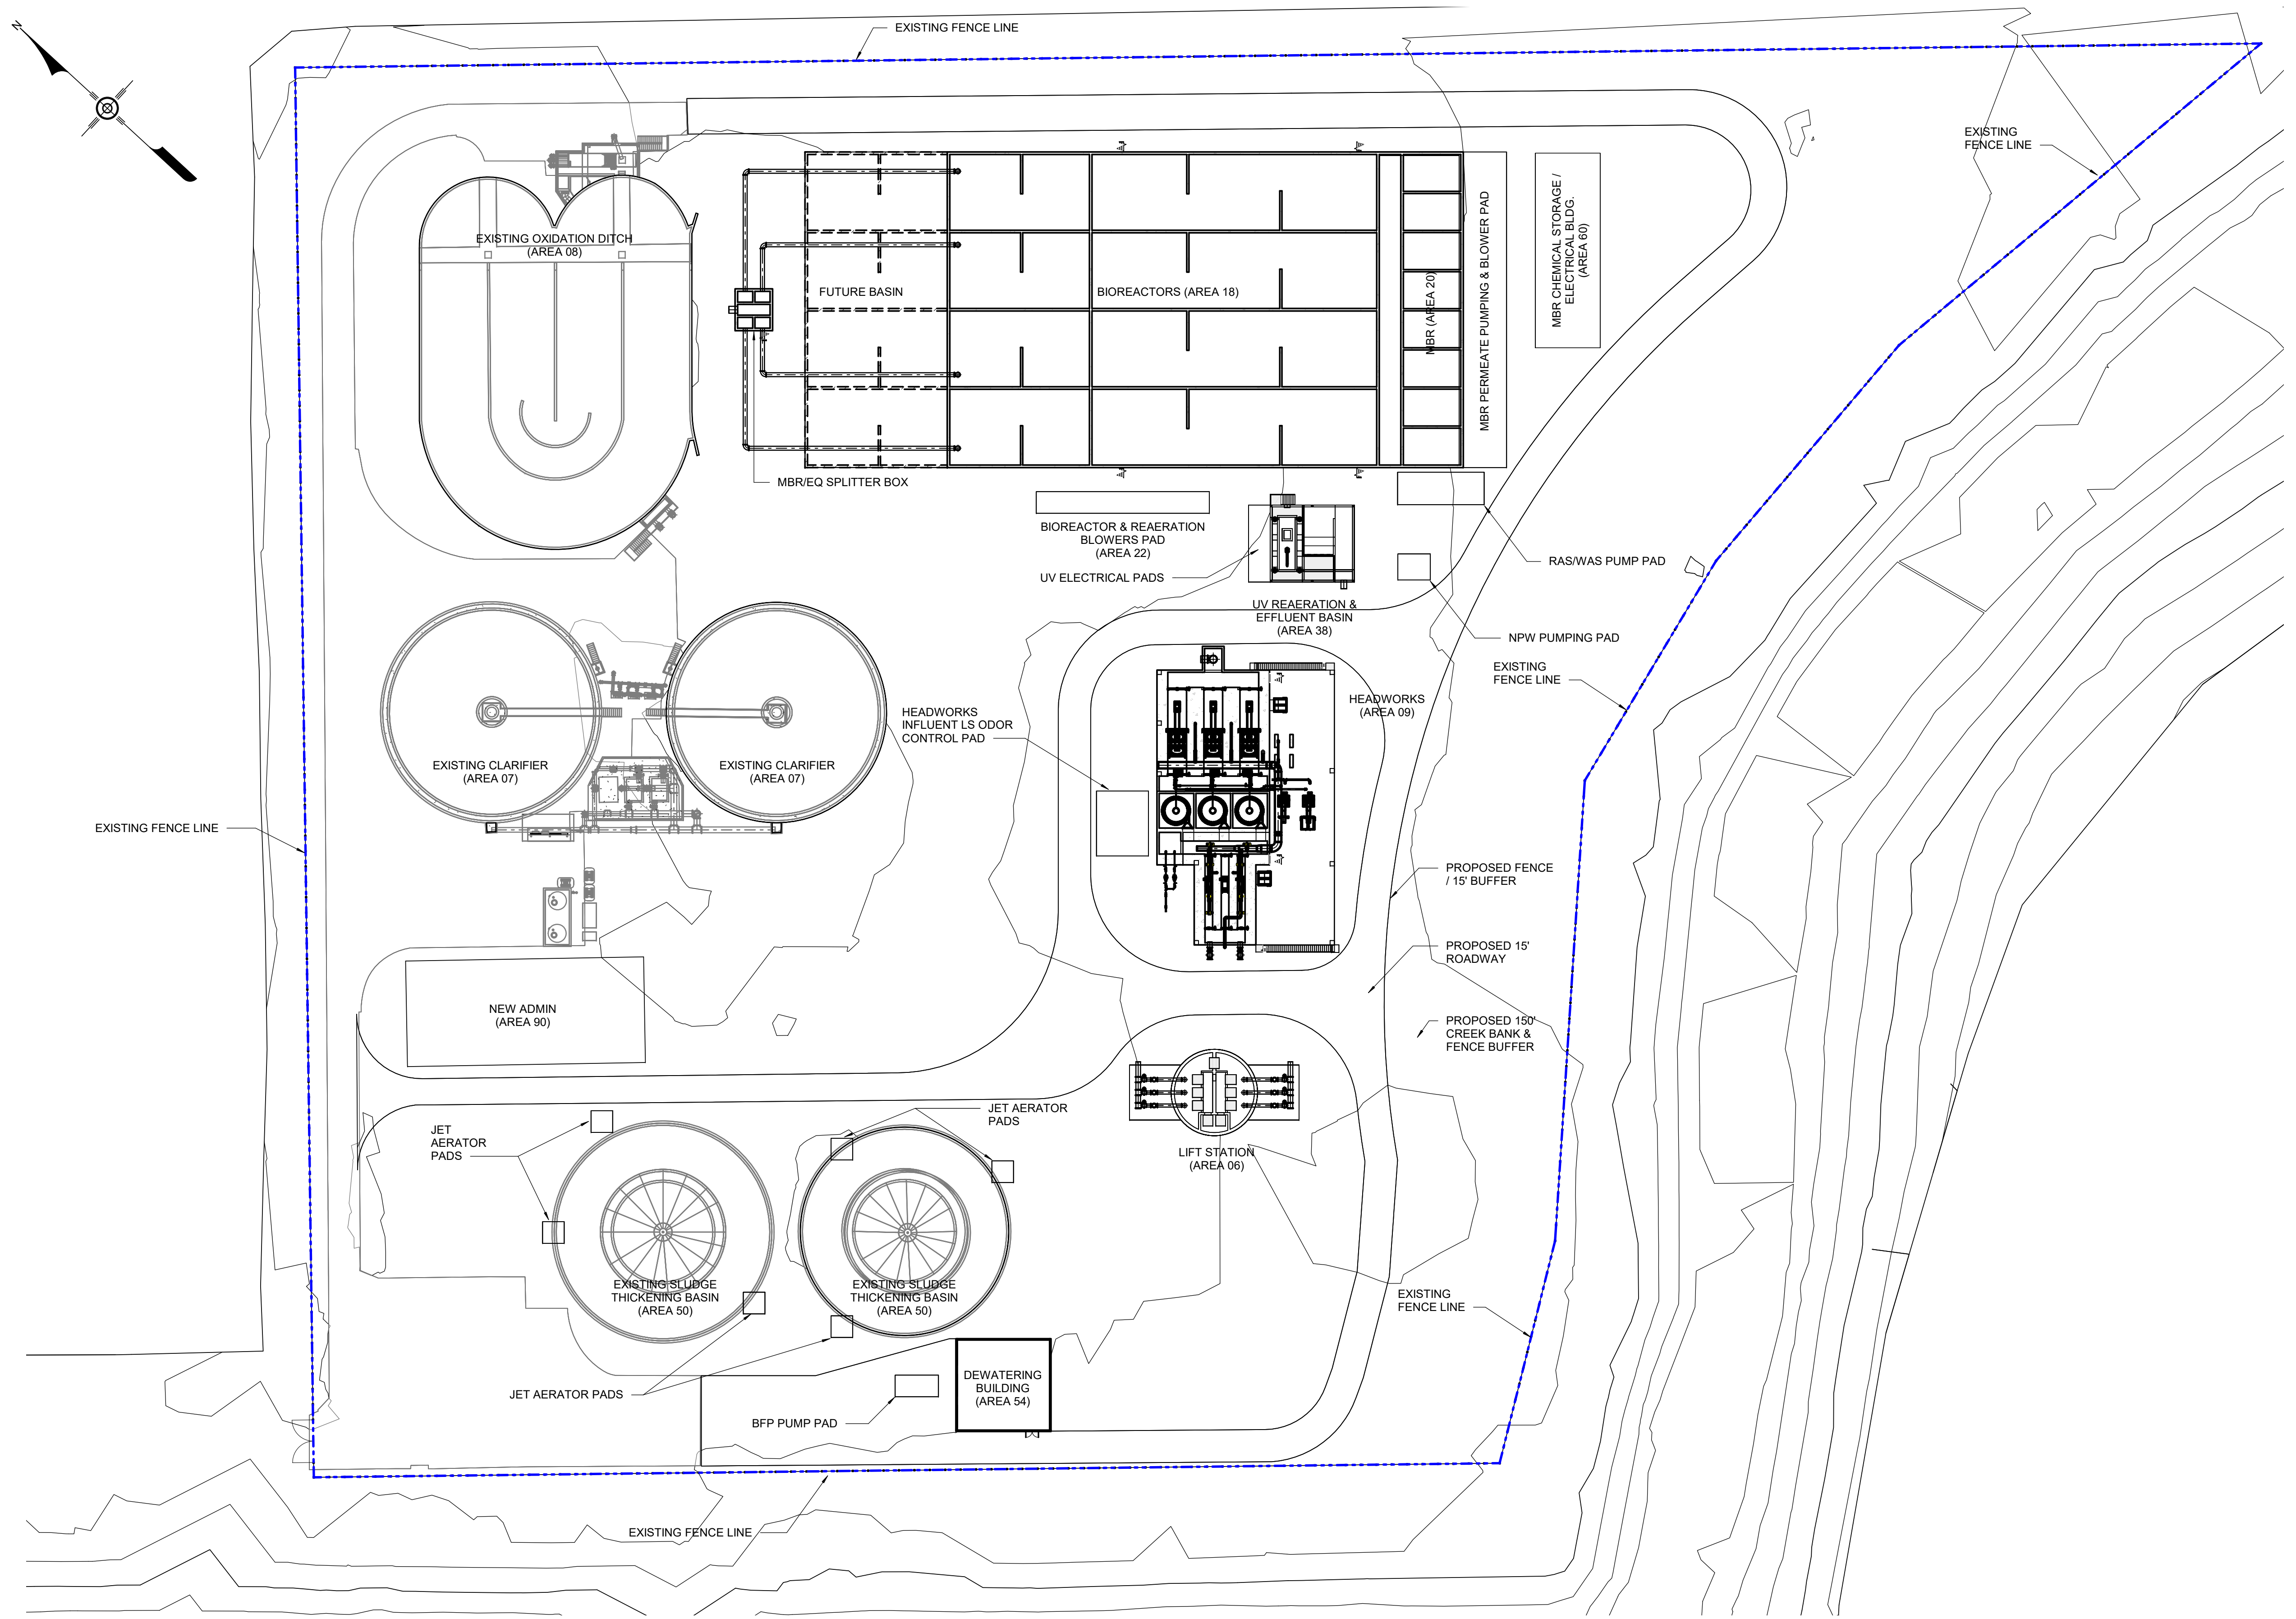 N
EXISTING FENCE LINE
EXISTING
FENCE LINE
EXISTING OXIDATION DITCH
(AREA 08)
FUTURE BASIN
BIOREACTORS (AREA 18)
MBR (AREA 20)
MBR PERMEATE PUMPING & BLOWER PAD
MBR CHEMICAL STORAGE /
ELECTRICAL BLDG.
(AREA 60)
MBR/EQ SPLITTER BOX
BIOREACTOR & REAERATION
BLOWERS PAD
(AREA 22)
UV ELECTRICAL PADS
RAS/WAS PUMP PAD
UV REAERATION &
EFFLUENT BASIN
(AREA 38)
NPW PUMPING PAD
EXISTING
FENCE LINE
HEADWORKS
INFLUENT LS ODOR
CONTROL PAD
HEADWORKS
(AREA 09)
EXISTING CLARIFIER
(AREA 07)
EXISTING CLARIFIER
(AREA 07)
EXISTING FENCE LINE
PROPOSED FENCE
/ 15' BUFFER
PROPOSED 15'
ROADWAY
NEW ADMIN
(AREA 90)
PROPOSED 150'
CREEK BANK &
FENCE BUFFER
JET AERATOR
PADS
JET
AERATOR
PADS
LIFT STATION
(AREA 06)
EXISTING SLUDGE
THICKENING BASIN
(AREA 50)
EXISTING SLUDGE
THICKENING BASIN
(AREA 50)
EXISTING
FENCE LINE
DEWATERING
BUILDING
(AREA 54)
JET AERATOR PADS
BFP PUMP PAD
EXISTING FENCE LINE